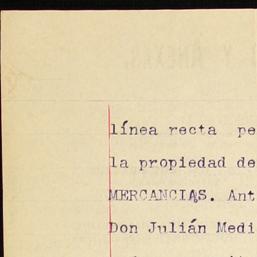 línea recta pe
la propiedad de
MERCANCIAS. Ant
Don Julián Medi